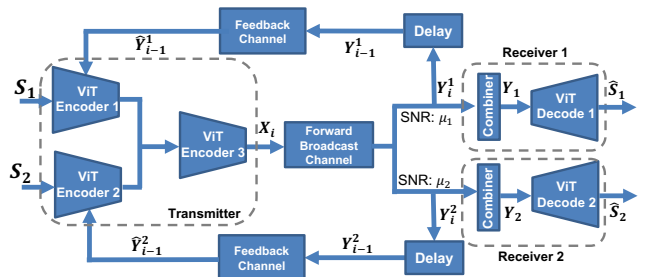 Feedback Channel
Delay
Ŷ¹ᵢ₋₁
Y¹ᵢ₋₁
Receiver 1
S₁
ViT Encoder 1
Y¹ᵢ
Combiner
Y₁
ViT Decode 1
Ŝ₁
SNR: μ₁
ViT Encoder 3
Xᵢ
Forward Broadcast Channel
S₂
ViT Encoder 2
SNR: μ₂
Combiner
Y₂
ViT Decode 2
Ŝ₂
Transmitter
Y²ᵢ
Ŷ²ᵢ₋₁
Feedback Channel
Y²ᵢ₋₁
Delay
Receiver 2